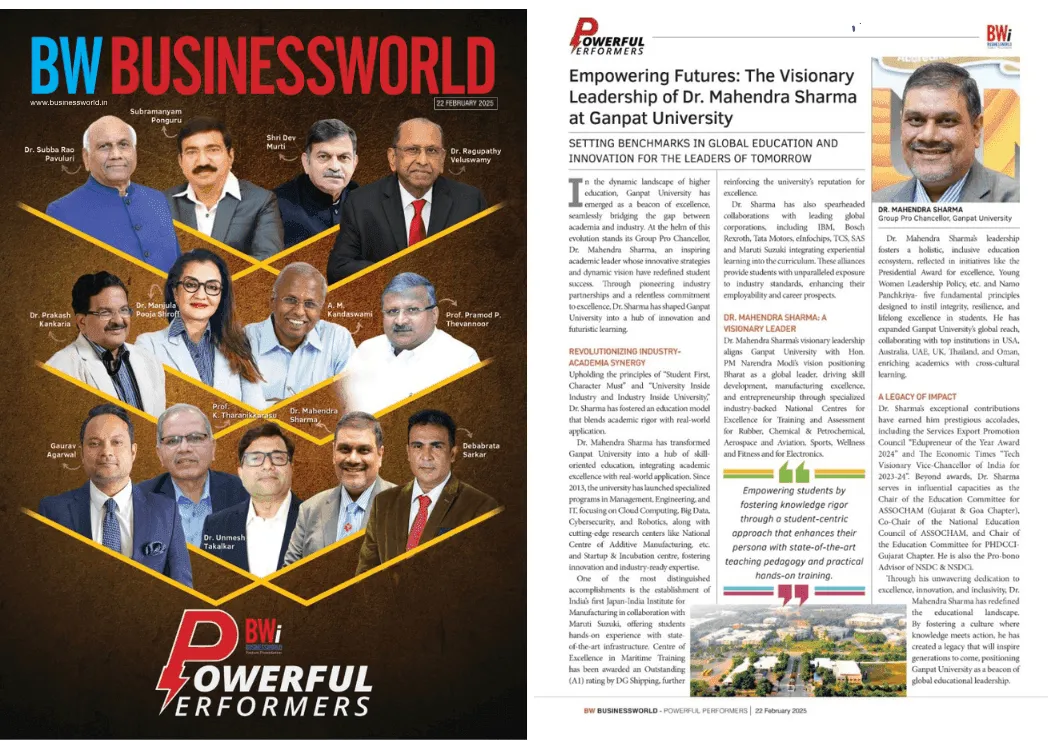 BW BUSINESSWORLD
www.businessworld.in
22 FEBRUARY 2025
Subramanyam
Ponguru
Dr. Subba Rao
Pavuluri
Shri Dev
Murti
Dr. Ragupathy
Veluswamy
Dr. Prakash
Kankaria
Dr. Manjula
Pooja Shroff
A. M.
Kandaswami
Prof. Pramod P.
Thevannoor
Gaurav
Agarwal
Prof.
K. Tharanikkarasu
Dr. Mahendra
Sharma
Debabrata
Sarkar
Dr. Unmesh
Takalkar
BWi
BUSINESSWORLD
POWERFUL
PERFORMERS
POWERFUL
PERFORMERS
BWi
BUSINESSWORLD
Empowering Futures: The Visionary
Leadership of Dr. Mahendra Sharma
at Ganpat University
SETTING BENCHMARKS IN GLOBAL EDUCATION AND
INNOVATION FOR THE LEADERS OF TOMORROW
In the dynamic landscape of higher
education, Ganpat University has
emerged as a beacon of excellence,
seamlessly bridging the gap between
academia and industry. At the helm of this
evolution stands its Group Pro Chancellor,
Dr. Mahendra Sharma, an inspiring
academic leader whose innovative strategies
and dynamic vision have redefined student
success. Through pioneering industry
partnerships and a relentless commitment
to excellence, Dr. Sharma has shaped Ganpat
University into a hub of innovation and
futuristic learning.
REVOLUTIONIZING INDUSTRY-
ACADEMIA SYNERGY
Upholding the principles of "Student First,
Character Must" and "University Inside
Industry and Industry Inside University,"
Dr. Sharma has fostered an education model
that blends academic rigor with real-world
application.
Dr. Mahendra Sharma has transformed
Ganpat University into a hub of skill-
oriented education, integrating academic
excellence with real-world application. Since
2013, the university has launched specialized
programs in Management, Engineering, and
IT, focusing on Cloud Computing, Big Data,
Cybersecurity, and Robotics, along with
cutting-edge research centers like National
Centre of Additive Manufacturing, etc.
and Startup & Incubation centre, fostering
innovation and industry-ready expertise.
One of the most distinguished
accomplishments is the establishment of
India's first Japan-India Institute for
Manufacturing in collaboration with
Maruti Suzuki, offering students
hands-on experience with state-
of-the-art infrastructure. Centre of
Excellence in Maritime Training
has been awarded an Outstanding
(A1) rating by DG Shipping, further
reinforcing the university's reputation for
excellence.
Dr. Sharma has also spearheaded
collaborations with leading global
corporations, including IBM, Bosch
Rexroth, Tata Motors, eInfochips, TCS, SAS
and Maruti Suzuki integrating experiential
learning into the curriculum. These alliances
provide students with unparalleled exposure
to industry standards, enhancing their
employability and career prospects.
DR. MAHENDRA SHARMA: A
VISIONARY LEADER
Dr. Mahendra Sharma's visionary leadership
aligns Ganpat University with Hon.
PM Narendra Modi's vision positioning
Bharat as a global leader, driving skill
development, manufacturing excellence,
and entrepreneurship through specialized
industry-backed National Centres for
Excellence for Training and Assessment
for Rubber, Chemical & Petrochemical,
Aerospace and Aviation, Sports, Wellness
and Fitness and for Electronics.
Empowering students by
fostering knowledge rigor
through a student-centric
approach that enhances their
persona with state-of-the-art
teaching pedagogy and practical
hands-on training.
DR. MAHENDRA SHARMA
Group Pro Chancellor, Ganpat University
Dr. Mahendra Sharma's leadership
fosters a holistic, inclusive education
ecosystem, reflected in initiatives like the
Presidential Award for excellence, Young
Women Leadership Policy, etc. and Namo
Panchkriya- five fundamental principles
designed to instil integrity, resilience, and
lifelong excellence in students. He has
expanded Ganpat University's global reach,
collaborating with top institutions in USA,
Australia, UAE, UK, Thailand, and Oman,
enriching academics with cross-cultural
learning.
A LEGACY OF IMPACT
Dr. Sharma's exceptional contributions
have earned him prestigious accolades,
including the Services Export Promotion
Council "Edupreneur of the Year Award
2024" and The Economic Times "Tech
Visionary Vice-Chancellor of India for
2023-24". Beyond awards, Dr. Sharma
serves in influential capacities as the
Chair of the Education Committee for
ASSOCHAM (Gujarat & Goa Chapter),
Co-Chair of the National Education
Council of ASSOCHAM, and Chair of
the Education Committee for PHDCCI-
Gujarat Chapter. He is also the Pro-bono
Advisor of NSDC & NSDCi.
Through his unwavering dedication to
excellence, innovation, and inclusivity, Dr.
Mahendra Sharma has redefined
the educational landscape.
By fostering a culture where
knowledge meets action, he has
created a legacy that will inspire
generations to come, positioning
Ganpat University as a beacon of
global educational leadership.
BW BUSINESSWORLD - POWERFUL PERFORMERS | 22 February 2025